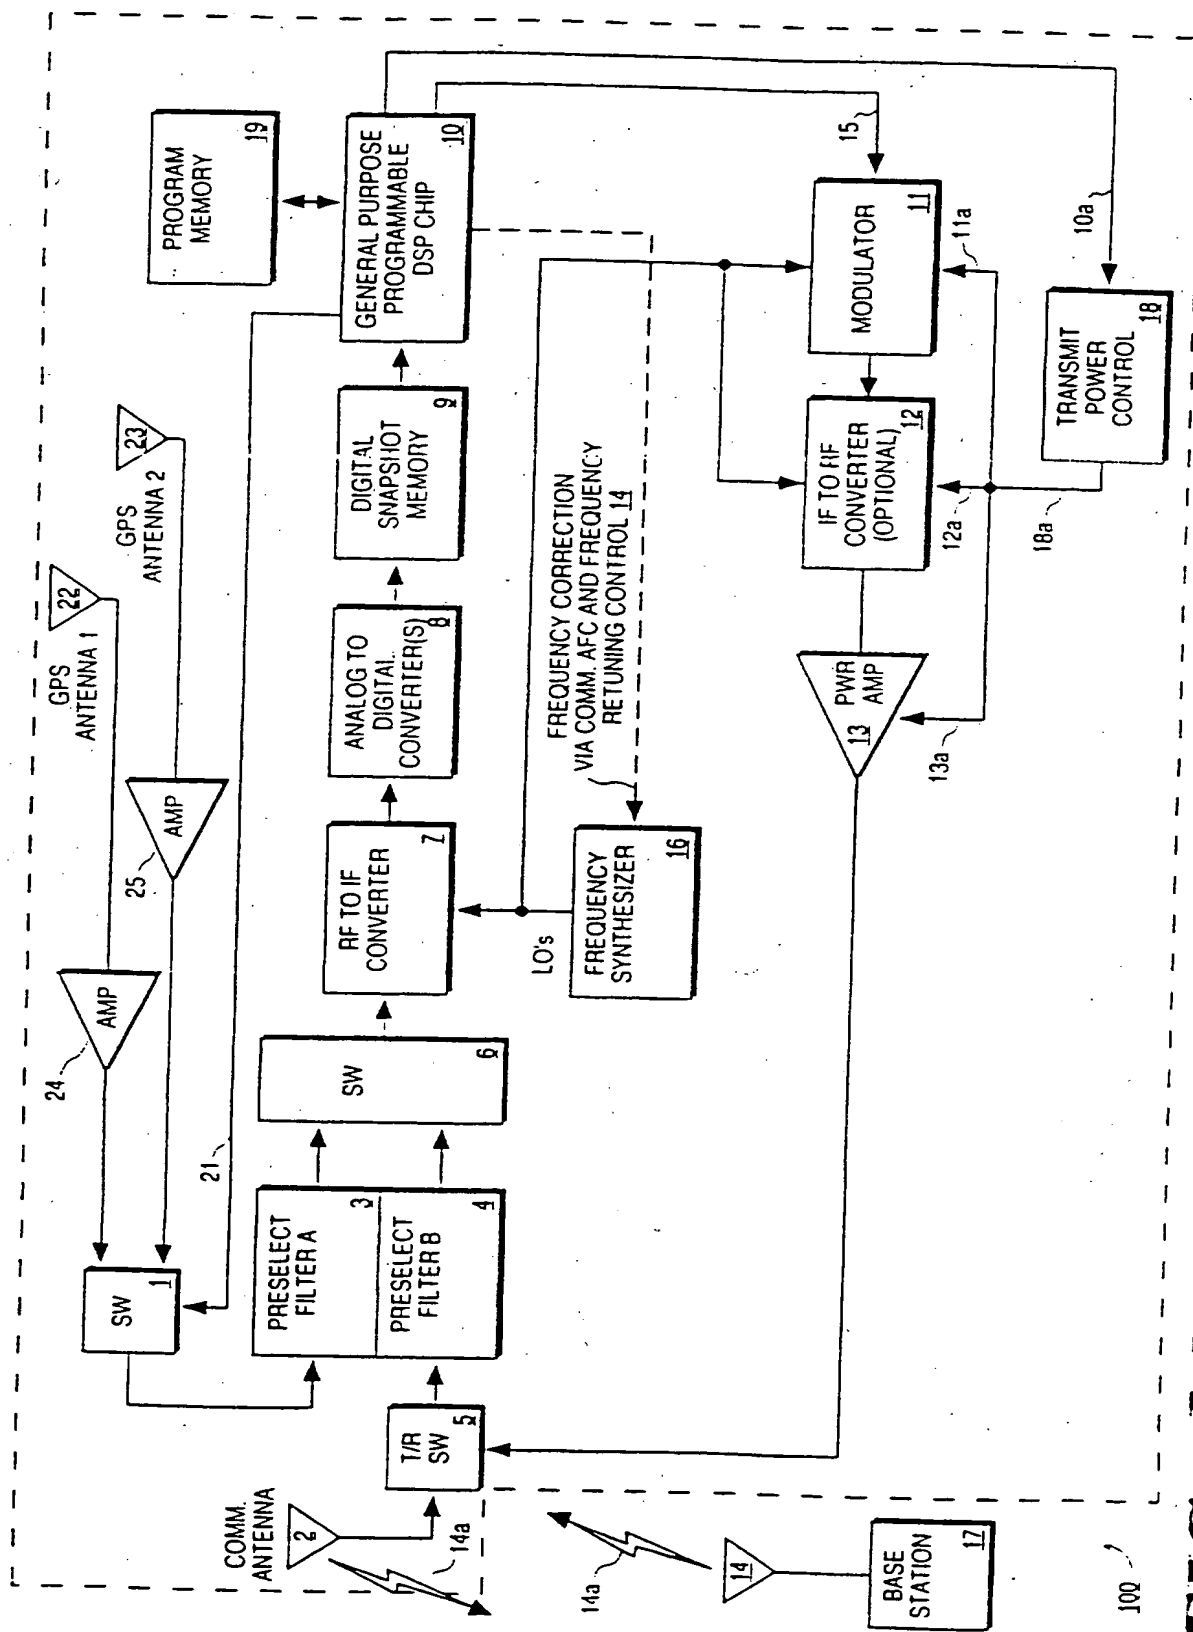 22
GPS
ANTENNA 1
23
GPS
ANTENNA 2
24
AMP
25
AMP
SW
1
21
PROGRAM
MEMORY
19
COMM.
ANTENNA
2
14a
T/R
SW
5
PRESELECT
FILTER A
3
PRESELECT
FILTER B
4
SW
6
RF TO IF
CONVERTER
7
ANALOG TO
DIGITAL
CONVERTER(S)
8
DIGITAL
SNAPSHOT
MEMORY
9
GENERAL PURPOSE
PROGRAMMABLE
DSP CHIP
10
LO's
FREQUENCY
SYNTHESIZER
16
FREQUENCY CORRECTION
VIA COMM. AFC AND FREQUENCY
RETUNING CONTROL 14
15
MODULATOR
11
11a
IF TO RF
CONVERTER
(OPTIONAL)
12
12a
PWR
AMP
13
13a
TRANSMIT
POWER
CONTROL
18
18a
10a
14a
14
BASE
STATION
17
100